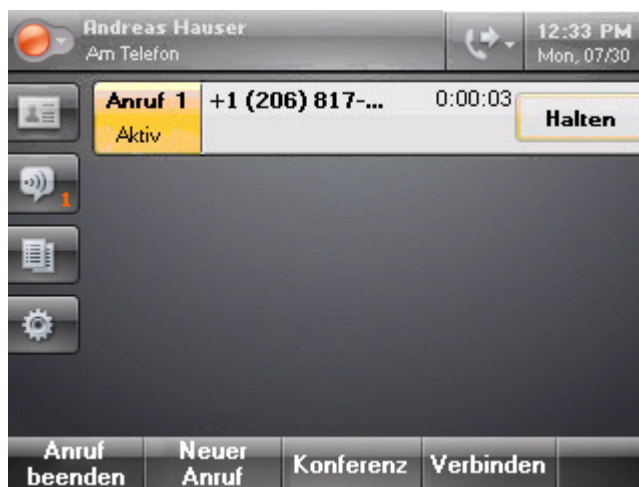 Andreas Hauser
Am Telefon
12:33 PM
Mon, 07/30
Anruf 1
Aktiv
+1 (206) 817-...
0:00:03
Halten
1
Anruf beenden
Neuer Anruf
Konferenz
Verbinden